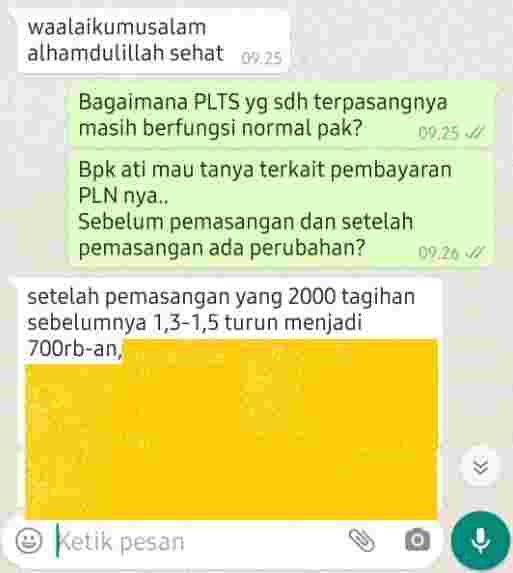 waalaikumusalam
alhamdulillah sehat 09.25
Bagaimana PLTS yg sdh terpasangnya
masih berfungsi normal pak? 09.25
Bpk ati mau tanya terkait pembayaran
PLN nya..
Sebelum pemasangan dan setelah
pemasangan ada perubahan? 09.26
setelah pemasangan yang 2000 tagihan
sebelumnya 1,3-1,5 turun menjadi
700rb-an,
Ketik pesan